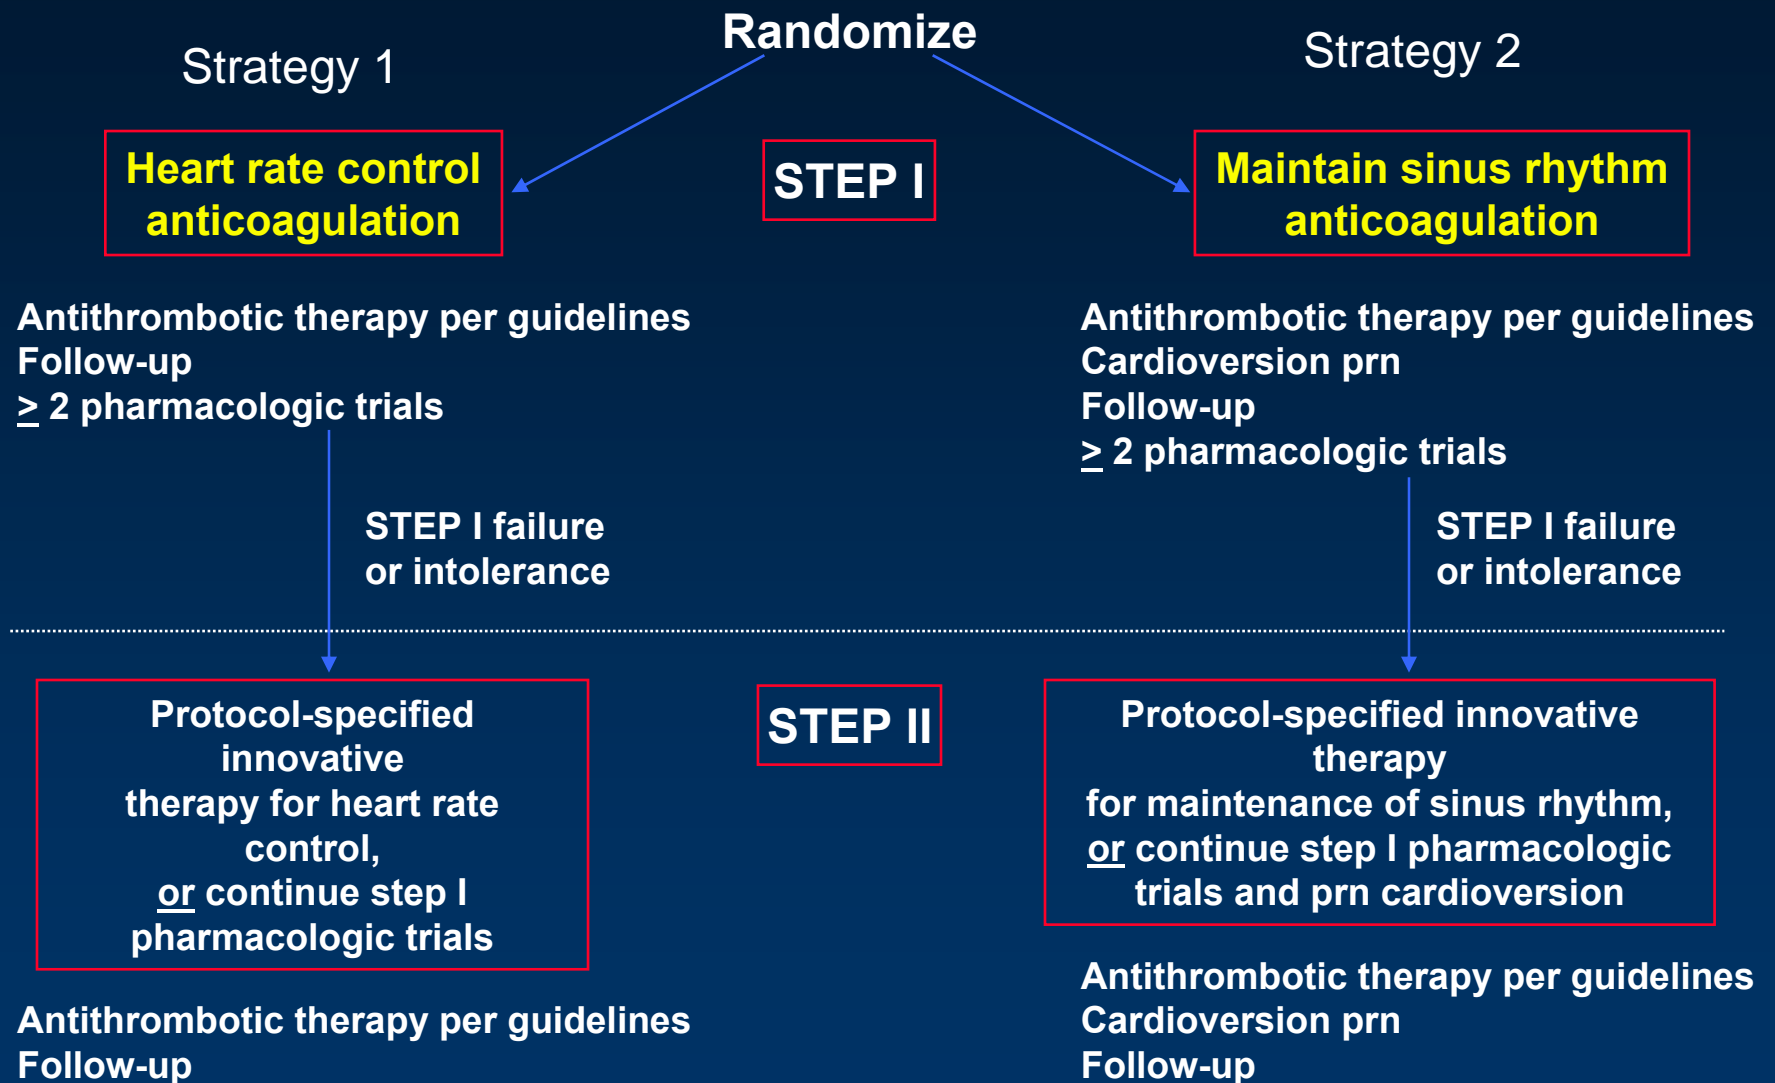 Randomize
Strategy 1
Strategy 2
Heart rate control
anticoagulation
STEP I
Maintain sinus rhythm
anticoagulation
Antithrombotic therapy per guidelines
Follow-up
≥ 2 pharmacologic trials
Antithrombotic therapy per guidelines
Cardioversion prn
Follow-up
≥ 2 pharmacologic trials
STEP I failure
or intolerance
STEP I failure
or intolerance
Protocol-specified
innovative
therapy for heart rate
control,
or continue step I
pharmacologic trials
STEP II
Protocol-specified innovative
therapy
for maintenance of sinus rhythm,
or continue step I pharmacologic
trials and prn cardioversion
Antithrombotic therapy per guidelines
Follow-up
Antithrombotic therapy per guidelines
Cardioversion prn
Follow-up